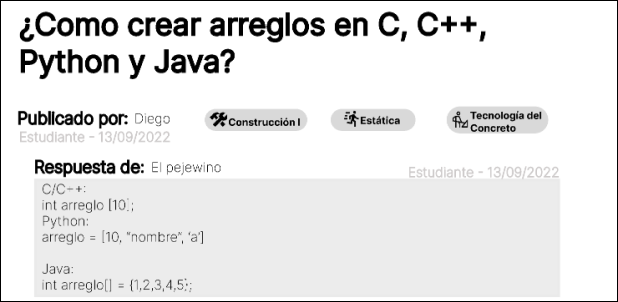 ¿Como crear arreglos en C, C++,
Python y Java?
Publicado por: Diego
Estudiante - 13/09/2022
Construcción I
Estática
Tecnología del
Concreto
Respuesta de: El pejewino
Estudiante - 13/09/2022
C/C++:
int arreglo [10];
Python:
arreglo = [10, "nombre", 'a']
Java:
int arreglo[] = {1,2,3,4,5};